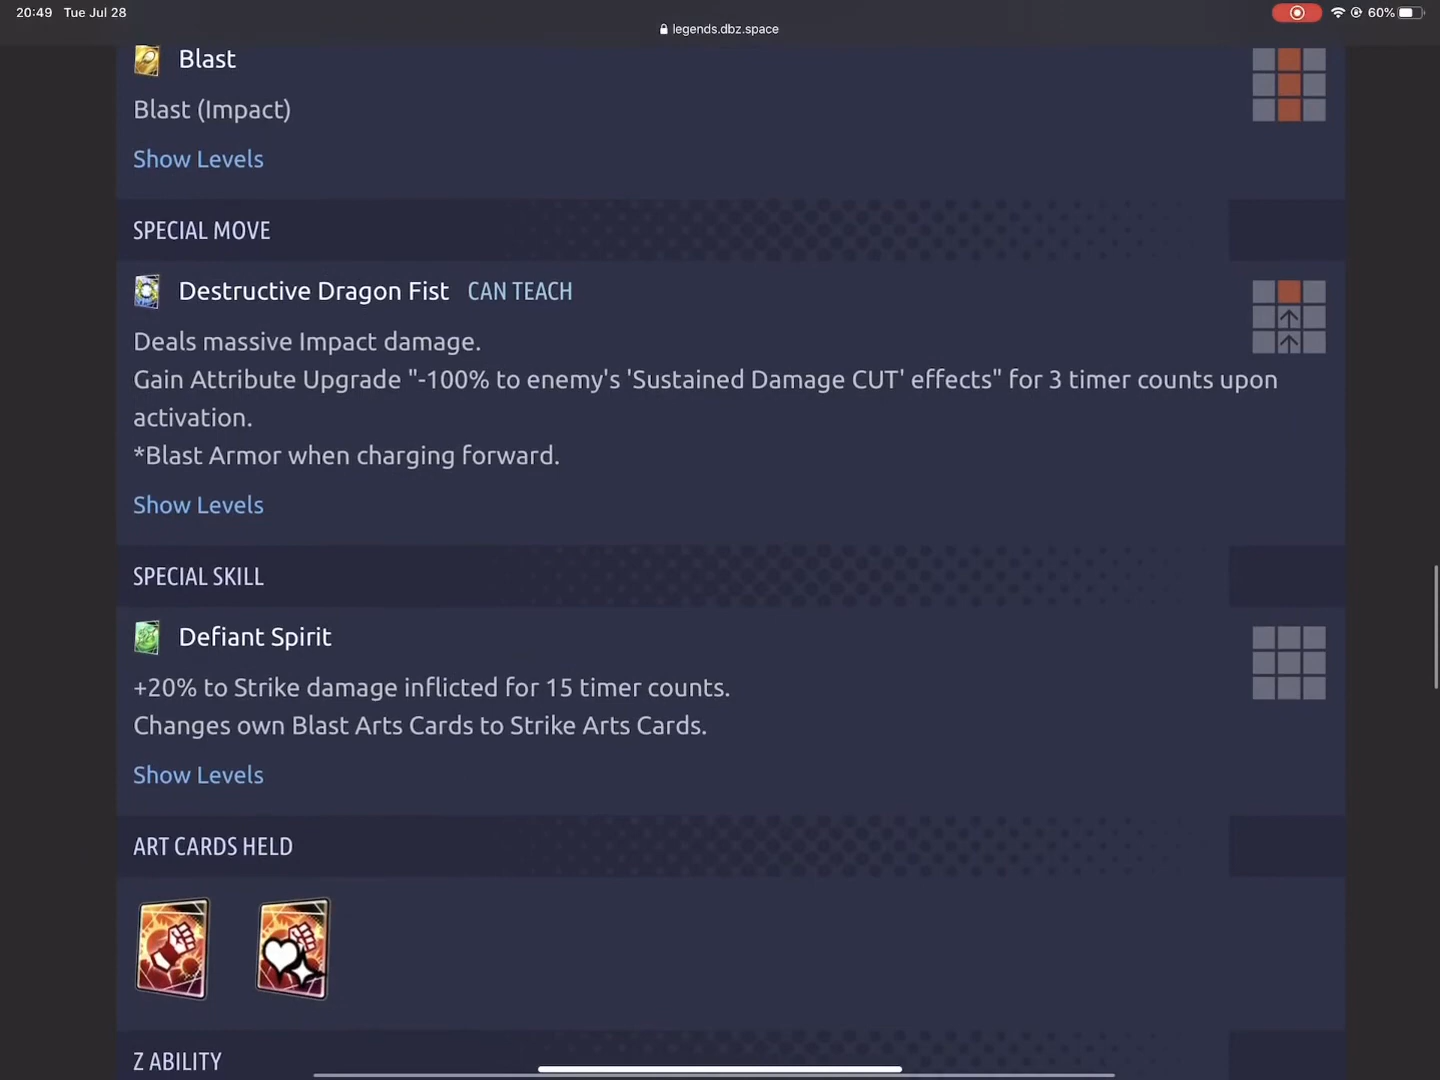 20:49 Tue Jul 28
60%
legends.dbz.space
Blast
Blast (Impact)
Show Levels
SPECIAL MOVE
Destructive Dragon Fist CAN TEACH
Deals massive Impact damage.
Gain Attribute Upgrade "-100% to enemy's 'Sustained Damage CUT' effects" for 3 timer counts upon
activation.
*Blast Armor when charging forward.
Show Levels
SPECIAL SKILL
Defiant Spirit
+20% to Strike damage inflicted for 15 timer counts.
Changes own Blast Arts Cards to Strike Arts Cards.
Show Levels
ART CARDS HELD
Z ABILITY